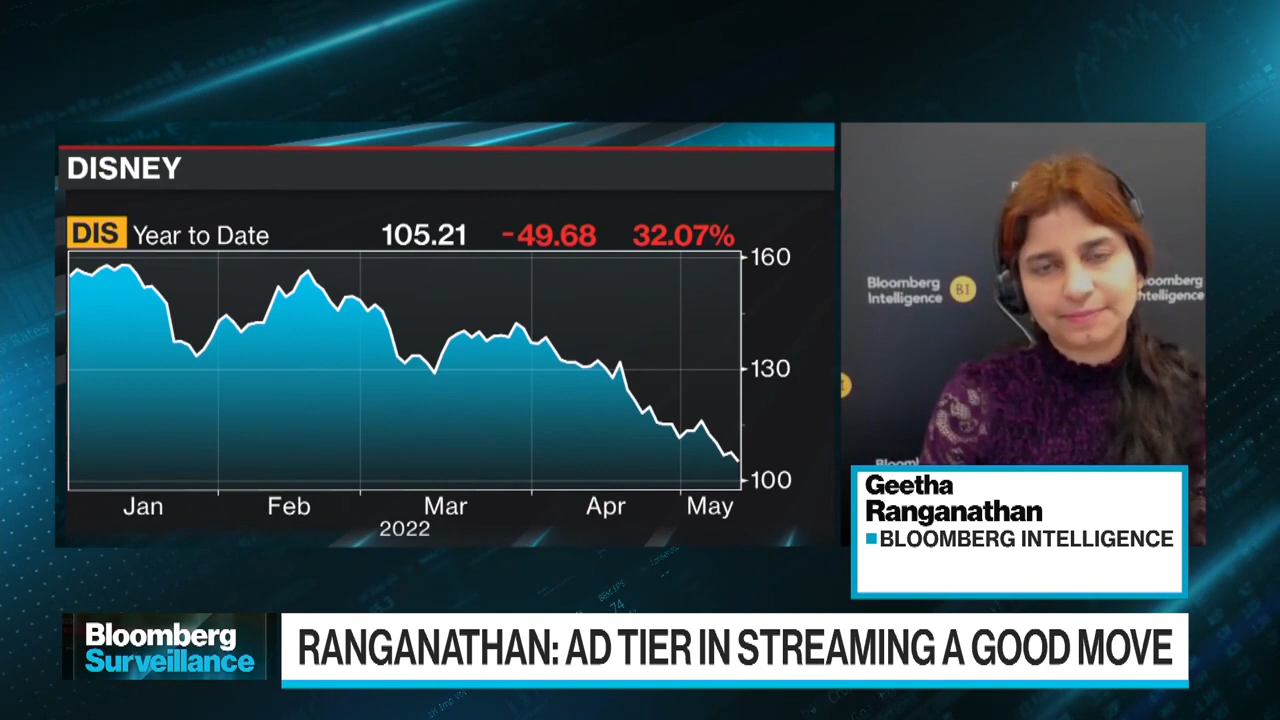 DISNEY
DIS Year to Date 105.21 -49.68 32.07%
160
130
100
Jan Feb Mar Apr May
2022
Bloomberg
Intelligence BI
Bloomberg
Intelligence
Geetha
Ranganathan
BLOOMBERG INTELLIGENCE
Bloomberg
Surveillance
RANGANATHAN: AD TIER IN STREAMING A GOOD MOVE